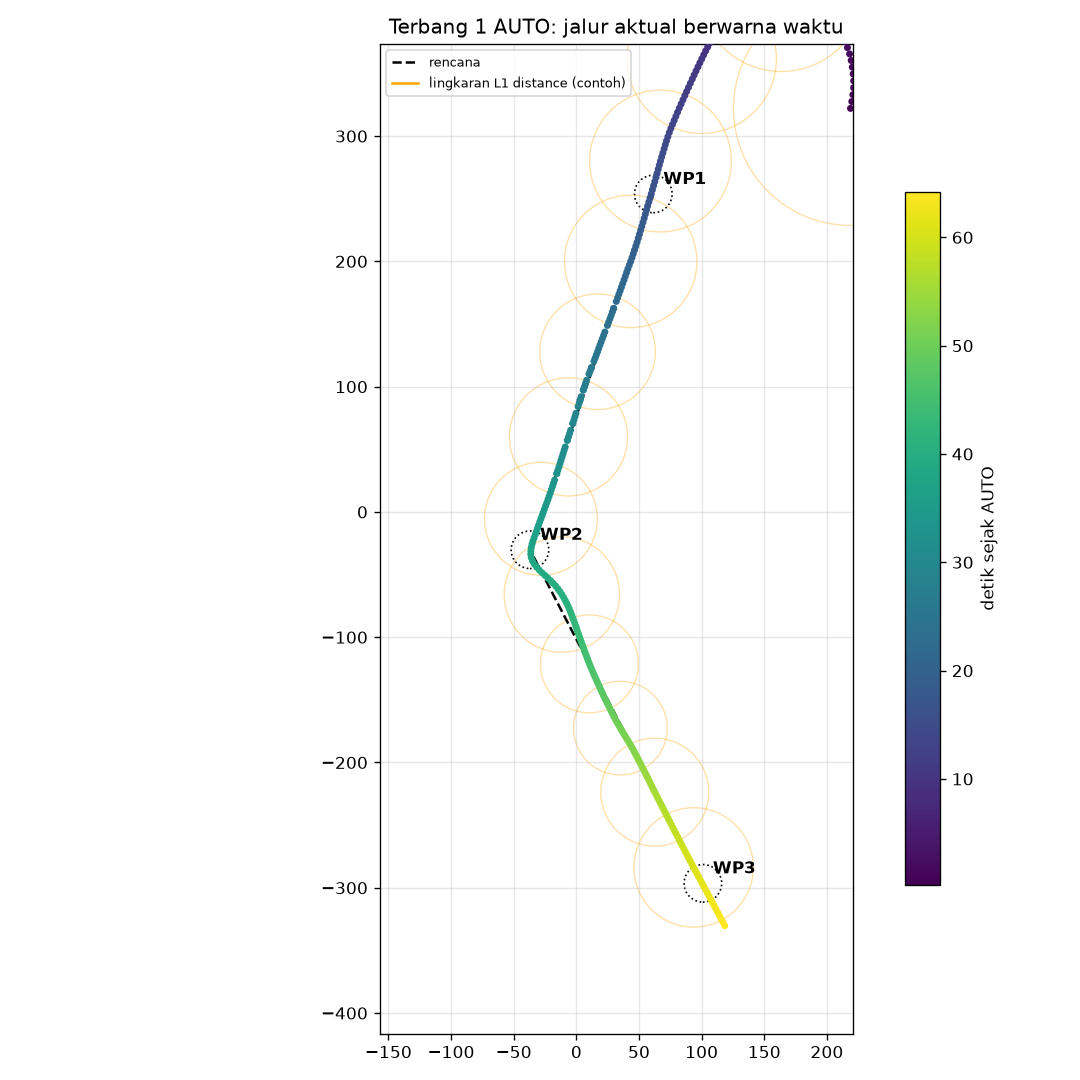 Terbang 1 AUTO: jalur aktual berwarna waktu
rencana
lingkaran L1 distance (contoh)
WP1
WP2
WP3
300
200
100
0
−100
−200
−300
−400
−150 −100 −50 0 50 100 150 200
60
50
40
30
20
10
detik sejak AUTO